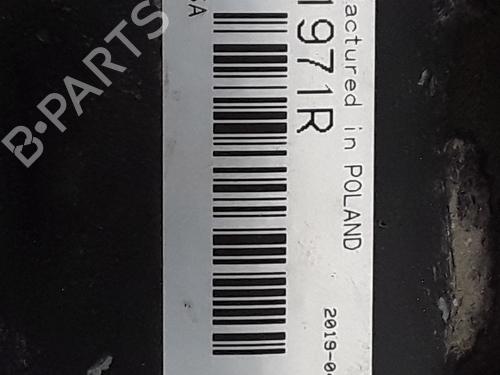 actured in POLAND
1971R
2019-0
B-PARTS